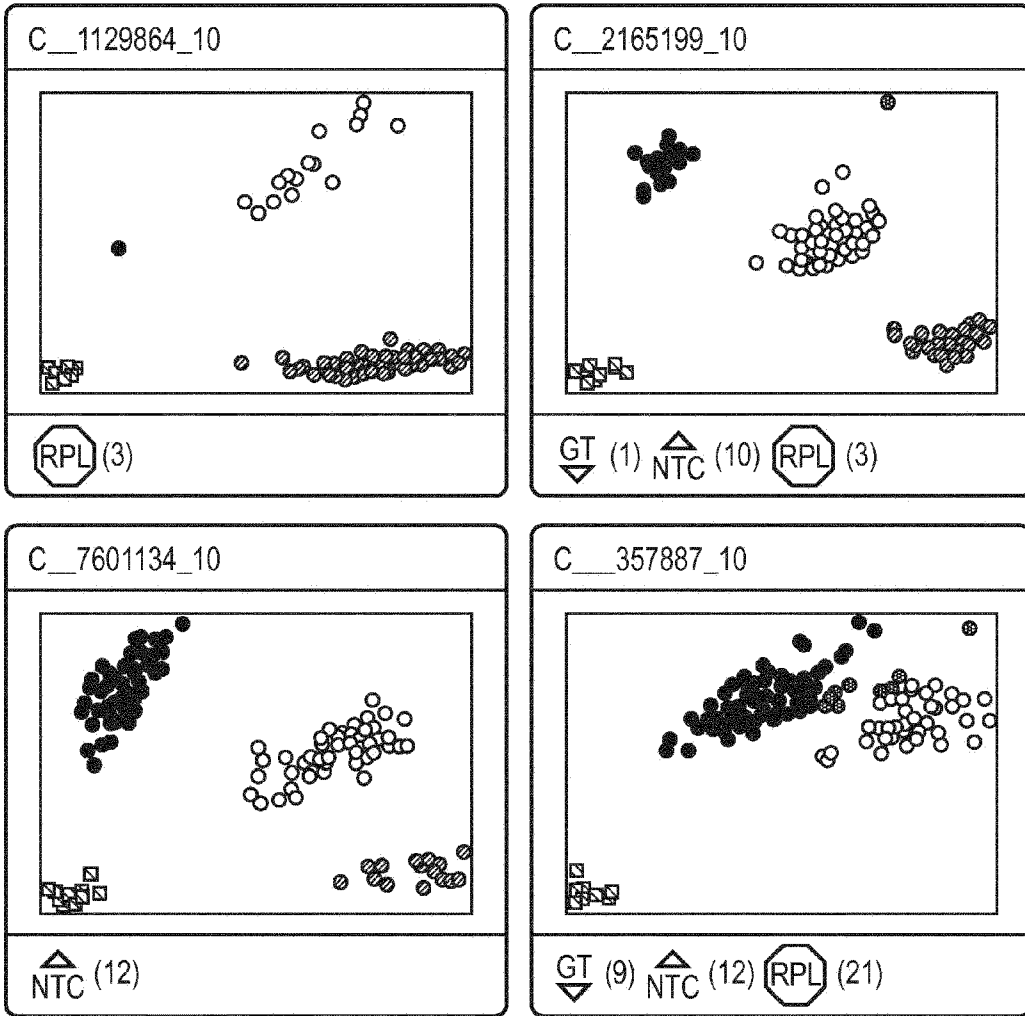 C__1129864_10
RPL (3)
C__2165199_10
GT (1) NTC (10) RPL (3)
C__7601134_10
NTC (12)
C___357887_10
GT (9) NTC (12) RPL (21)